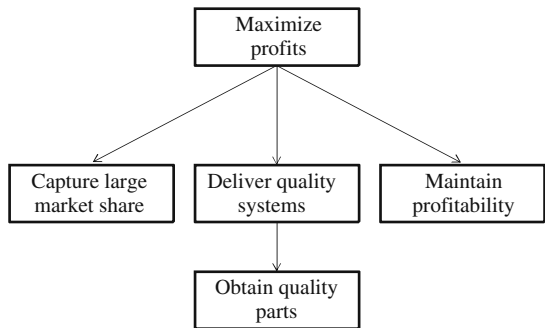 Maximize
profits
Capture large
market share
Deliver quality
systems
Maintain
profitability
Obtain quality
parts